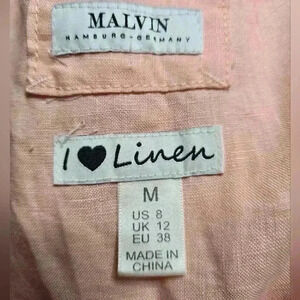 MALVIN
HAMBURG-GERMANY
I ♥ Linen
M
US 8
UK 12
EU 38
MADE IN
CHINA